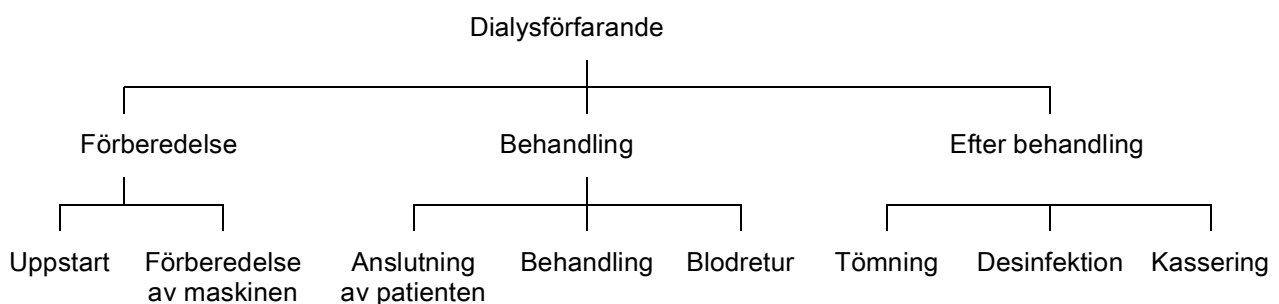 Dialysförfarande
Förberedelse
Behandling
Efter behandling
Uppstart
Förberedelse
av maskinen
Anslutning
av patienten
Behandling
Blodretur
Tömning
Desinfektion
Kassering